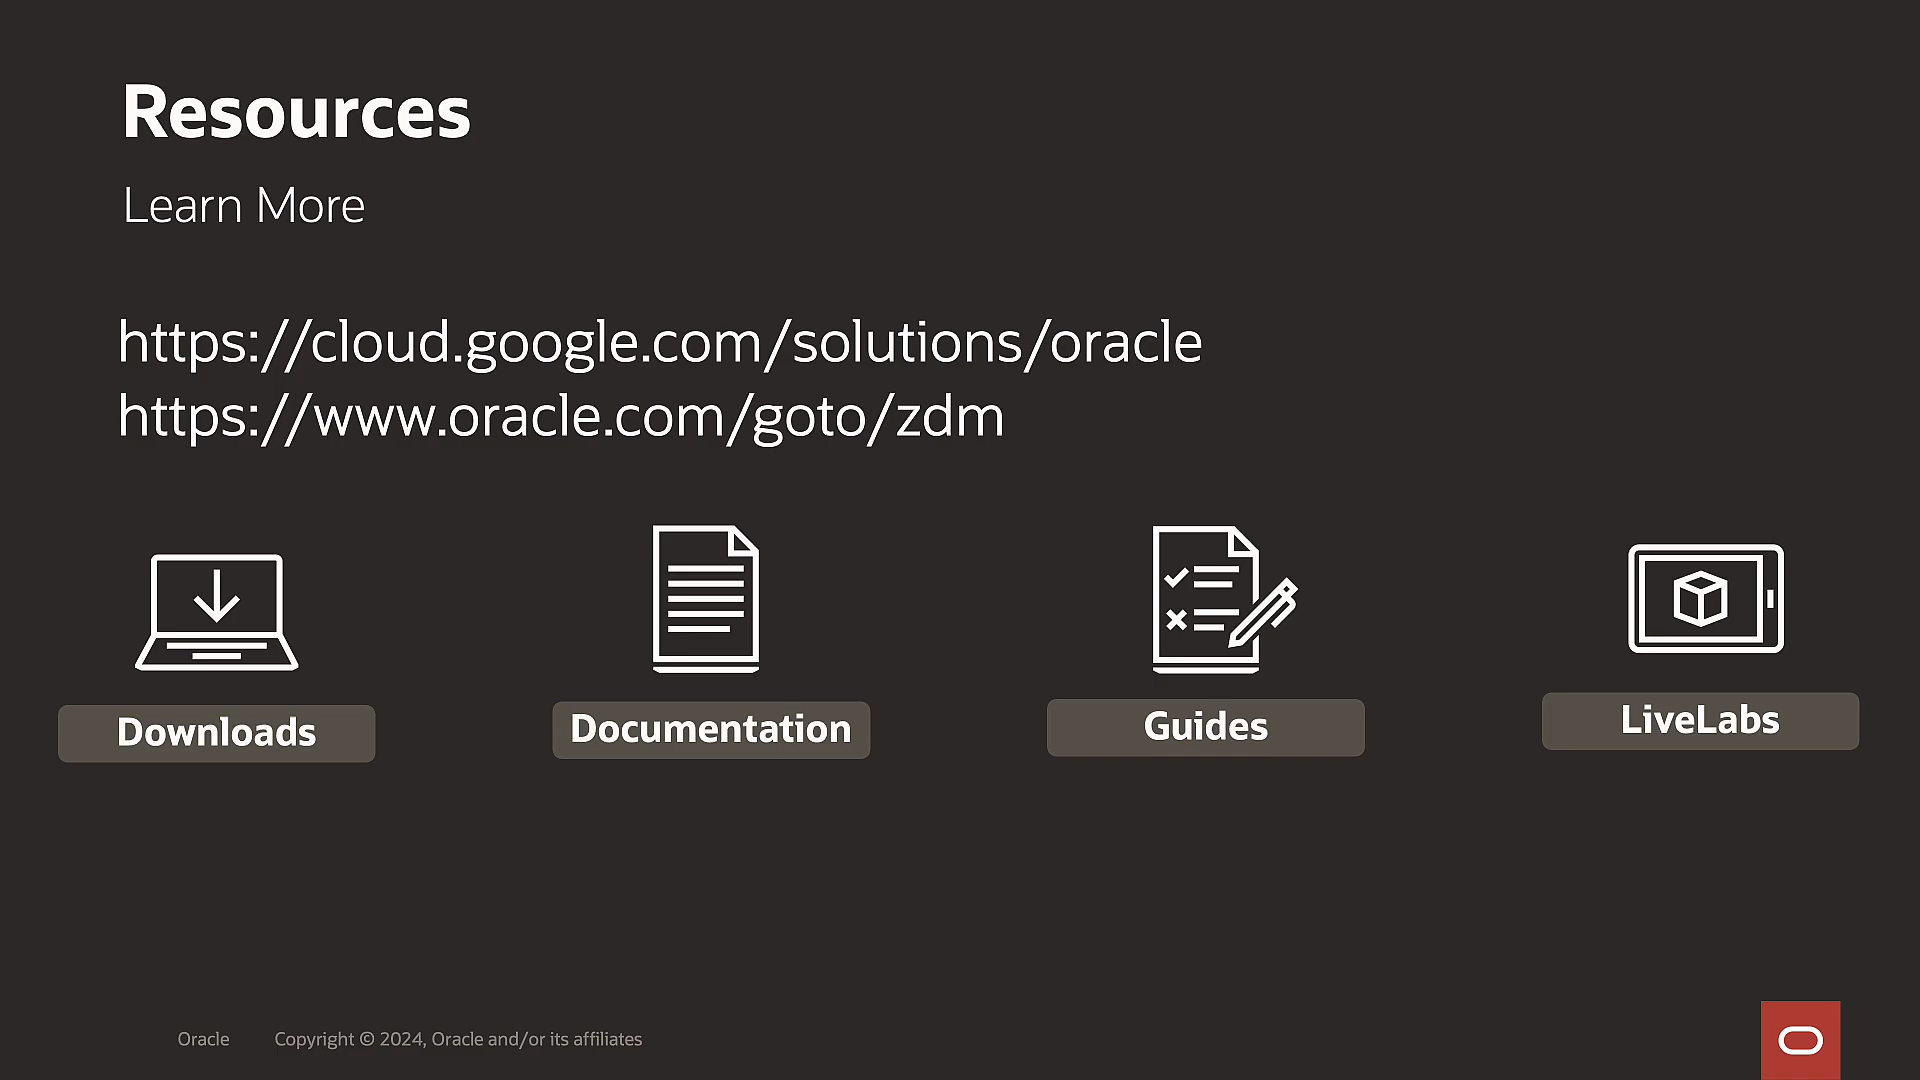 Resources
Learn More
https://cloud.google.com/solutions/oracle
https://www.oracle.com/goto/zdm
Downloads
Documentation
Guides
LiveLabs
Oracle Copyright © 2024, Oracle and/or its affiliates